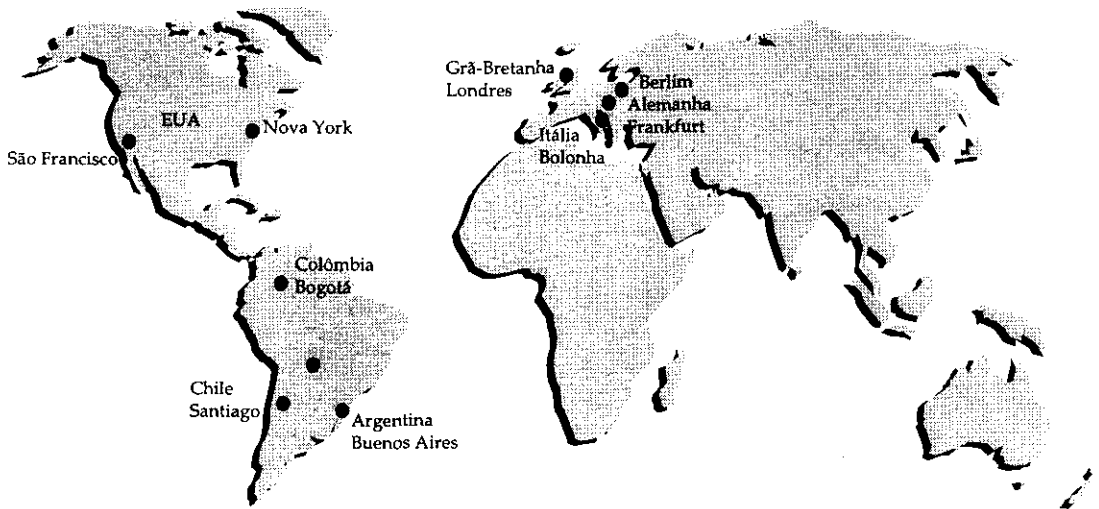 Grã-Bretanha
Londres
Berlim
Alemanha
Frankfurt
Itália
Bolonha
EUA
Nova York
São Francisco
Colômbia
Bogotá
Chile
Santiago
Argentina
Buenos Aires